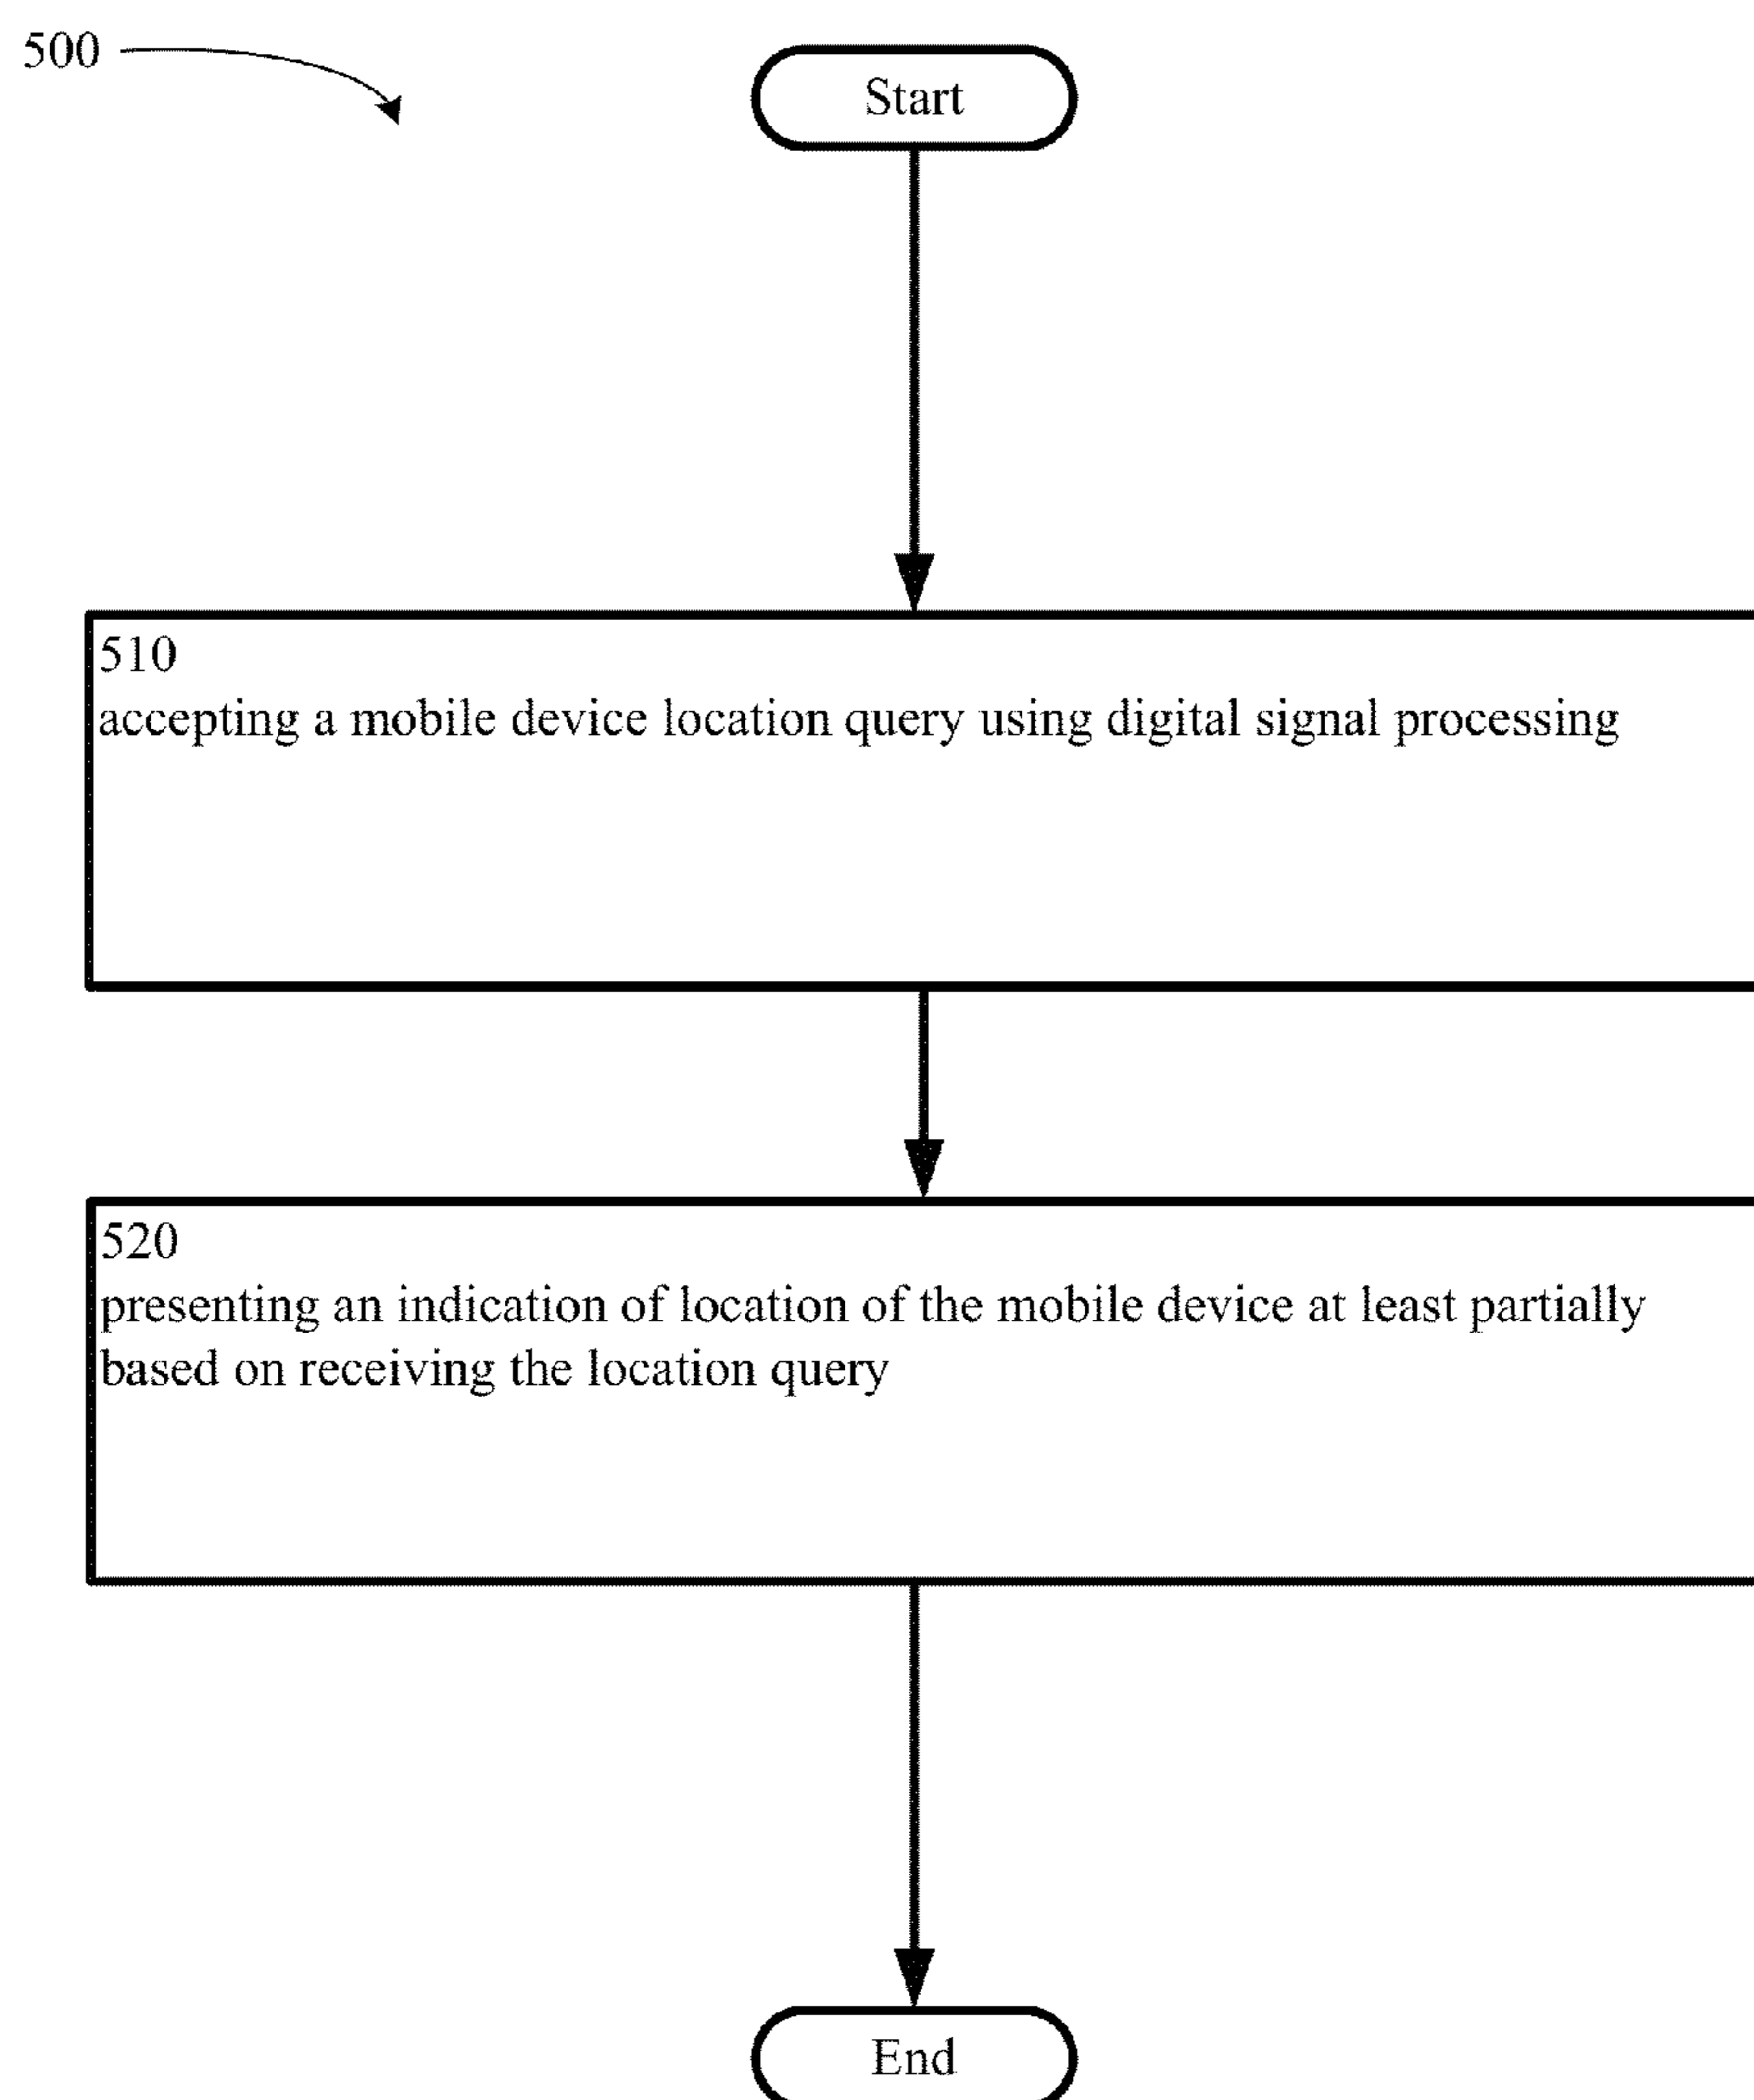 500
Start
510
accepting a mobile device location query using digital signal processing
520
presenting an indication of location of the mobile device at least partially
based on receiving the location query
End